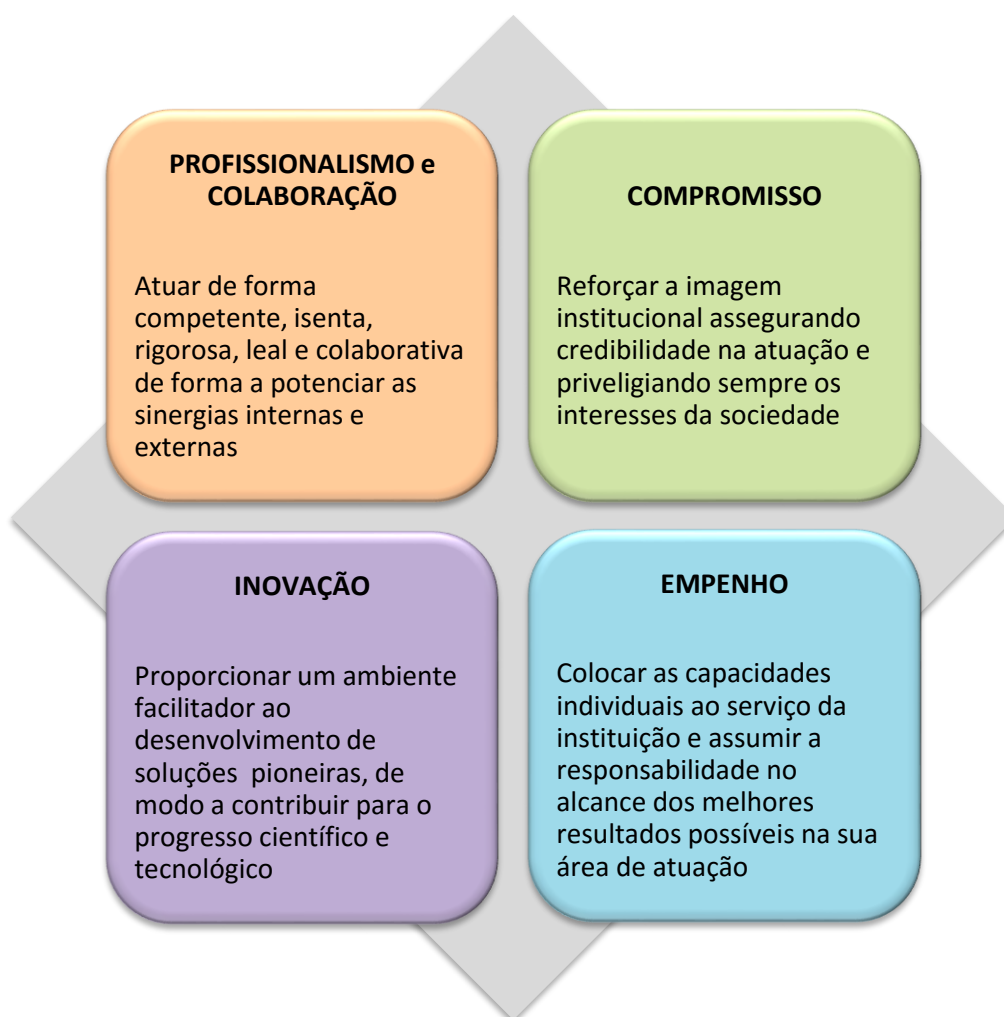 PROFISSIONALISMO e
COLABORAÇÃO
Atuar de forma
competente, isenta,
rigorosa, leal e colaborativa
de forma a potenciar as
sinergias internas e
externas
COMPROMISSO
Reforçar a imagem
institucional assegurando
credibilidade na atuação e
priveligiando sempre os
interesses da sociedade
INOVAÇÃO
Proporcionar um ambiente
facilitador ao
desenvolvimento de
soluções  pioneiras, de
modo a contribuir para o
progresso científico e
tecnológico
EMPENHO
Colocar as capacidades
individuais ao serviço da
instituição e assumir a
responsabilidade no
alcance dos melhores
resultados possíveis na sua
área de atuação